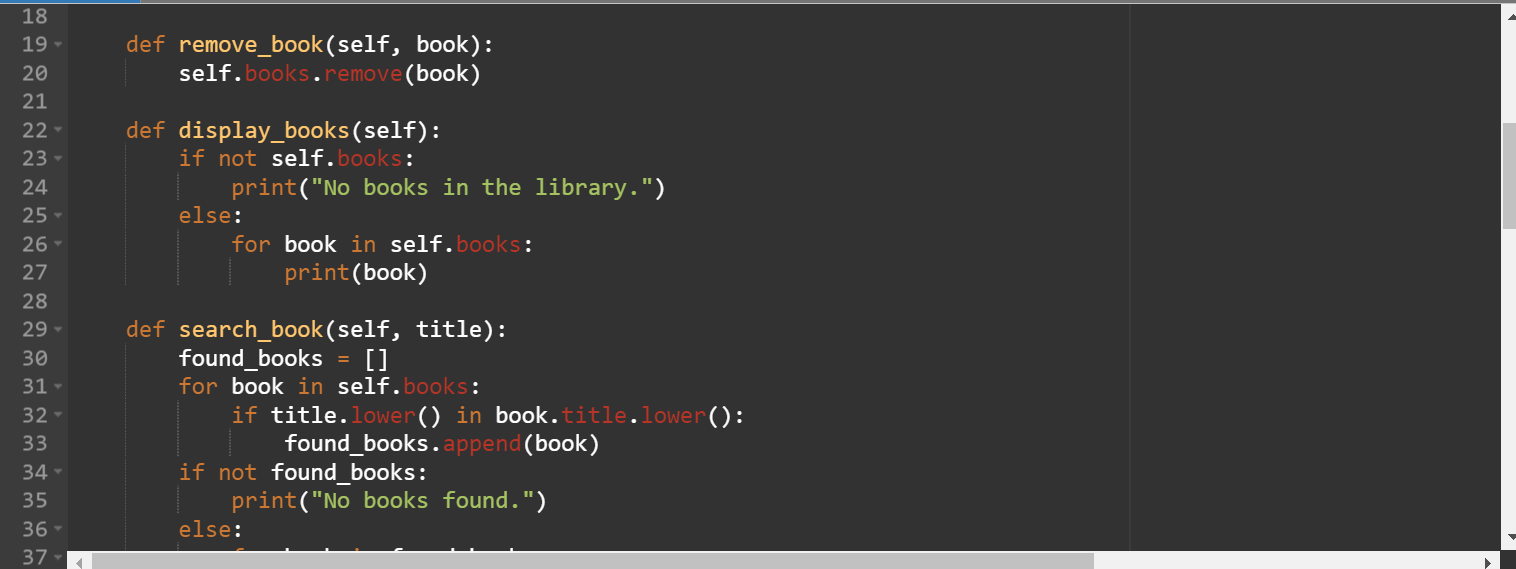 18
19 def remove_book(self, book):
20 self.books.remove(book)
21
22 def display_books(self):
23 if not self.books:
24 print("No books in the library.")
25 else:
26 for book in self.books:
27 print(book)
28
29 def search_book(self, title):
30 found_books = []
31 for book in self.books:
32 if title.lower() in book.title.lower():
33 found_books.append(book)
34 if not found_books:
35 print("No books found.")
36 else:
37